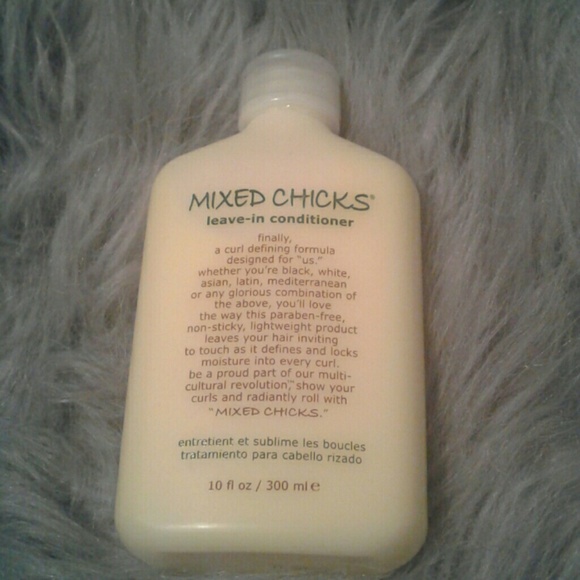 MIXED CHICKS®
leave-in conditioner
finally,
a curl defining formula
designed for "us."
whether you're black, white,
asian, latin, mediterranean
or any glorious combination of
the above, you'll love
the way this paraben-free,
non-sticky, lightweight product
leaves your hair inviting
to touch as it defines and locks
moisture into every curl.
be a proud part of our multi-
cultural revolution,™ show your
curls and radiantly roll with
"MIXED CHICKS."
entretient et sublime les boucles
tratamiento para cabello rizado
10 fl oz / 300 ml e